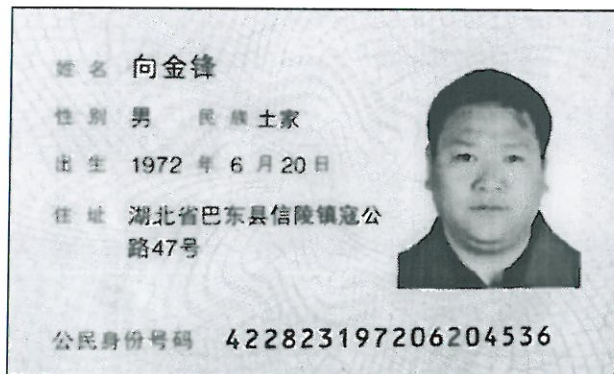 姓名 向金锋
性别 男 民族 土家
出生 1972 年 6 月 20 日
住址 湖北省巴东县信陵镇寇公
路47号
公民身份号码 422823197206204536